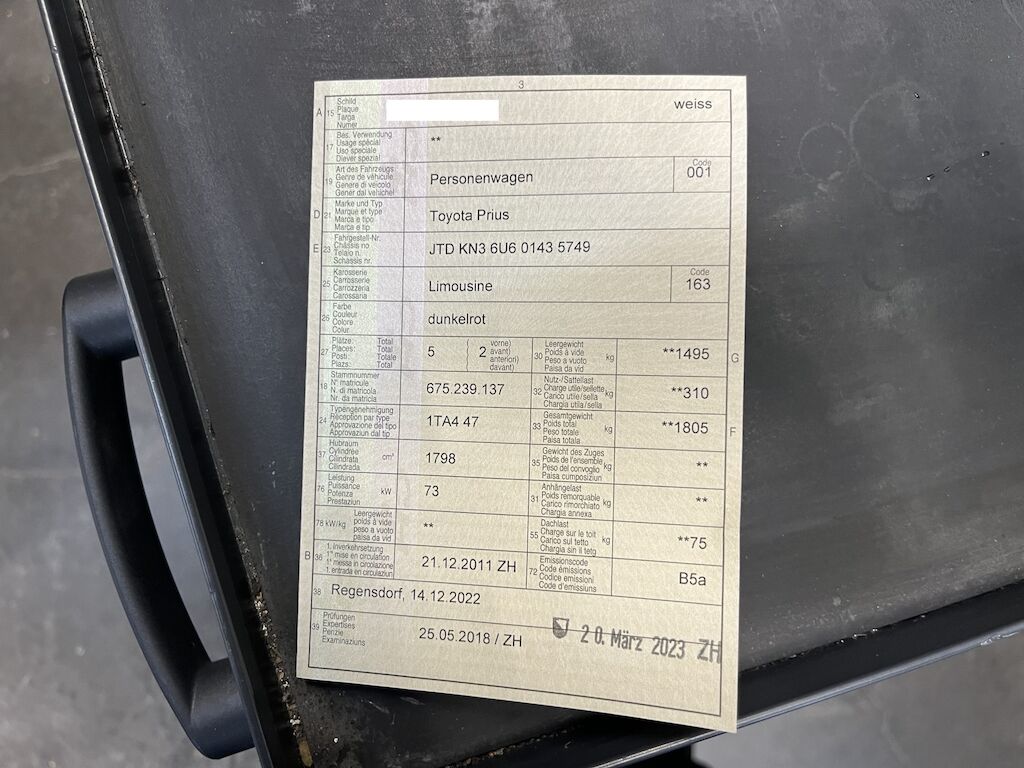 3
A 15 Schild
Plaque
Targa
Numer
weiss
17 Bes. Verwendung
Usage spécial
Uso speciale
Diever spezial
**
19 Art des Fahrzeugs
Genre de véhicule
Genere di veicolo
Gener dal vehichel
Personenwagen
Code
001
D 21 Marke und Typ
Marque et type
Marca e tipo
Marca e tip
Toyota Prius
E 23 Fahrgestell-Nr.
Châssis no
Telaio n.
Schassis nr.
JTD KN3 6U6 0143 5749
25 Karosserie
Carrosserie
Carrozzeria
Carossaria
Limousine
Code
163
26 Farbe
Couleur
Colore
Colur
dunkelrot
27 Plätze: Total
Places: Total
Posti: Totale
Plazs: Total
5 ( 2 vorne)
avant)
anteriori)
davant)
30 Leergewicht
Poids à vide
Peso a vuoto
Paisa da vid
kg
**1495
G
18 Stammnummer
N° matricule
N. di matricola
Nr. da matricla
675.239.137
32 Nutz-/Sattellast
Charge utile/sellette
Carico utile/sella
Chargia utila/sella
kg
**310
24 Typengenehmigung
Réception par type
Approvazione del tipo
Approvaziun dal tip
1TA4 47
33 Gesamtgewicht
Poids total
Peso totale
Paisa totala
kg
**1805
F
37 Hubraum
Cylindrée
Cilindrata
Cilindrada
cm³
1798
35 Gewicht des Zuges
Poids de l'ensemble
Peso del convoglio
Paisa cumposiziun
kg
**
76 Leistung
Puissance
Potenza
Prestaziun
kW
73
31 Anhängelast
Poids remorquable
Carico rimorchiato
Chargia annexa
kg
**
78 kW/kg Leergewicht
poids à vide
peso a vuoto
paisa da vid
**
55 Dachlast
Charge sur le toit
Carico sul tetto
Chargia sin il tetg
kg
**75
B 36 1. Inverkehrsetzung
1re mise en circulation
1a messa in circolazione
1. entrada en circulaziun
21.12.2011 ZH
72 Emissionscode
Code émissions
Codice emissioni
Code d'emissiuns
B5a
38 Regensdorf, 14.12.2022
39 Prüfungen
Expertises
Perizie
Examinaziuns
25.05.2018 / ZH
20. März 2023 ZH